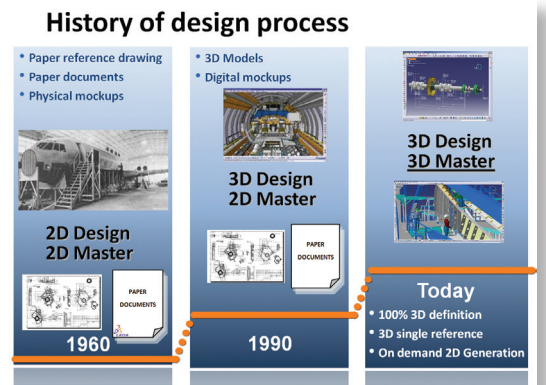 History of design process
• Paper reference drawing
• Paper documents
• Physical mockups
2D Design
2D Master
PAPER
DOCUMENTS
1960
• 3D Models
• Digital mockups
3D Design
2D Master
PAPER
DOCUMENTS
1990
3D Design
3D Master
Today
• 100% 3D definition
• 3D single reference
• On demand 2D Generation